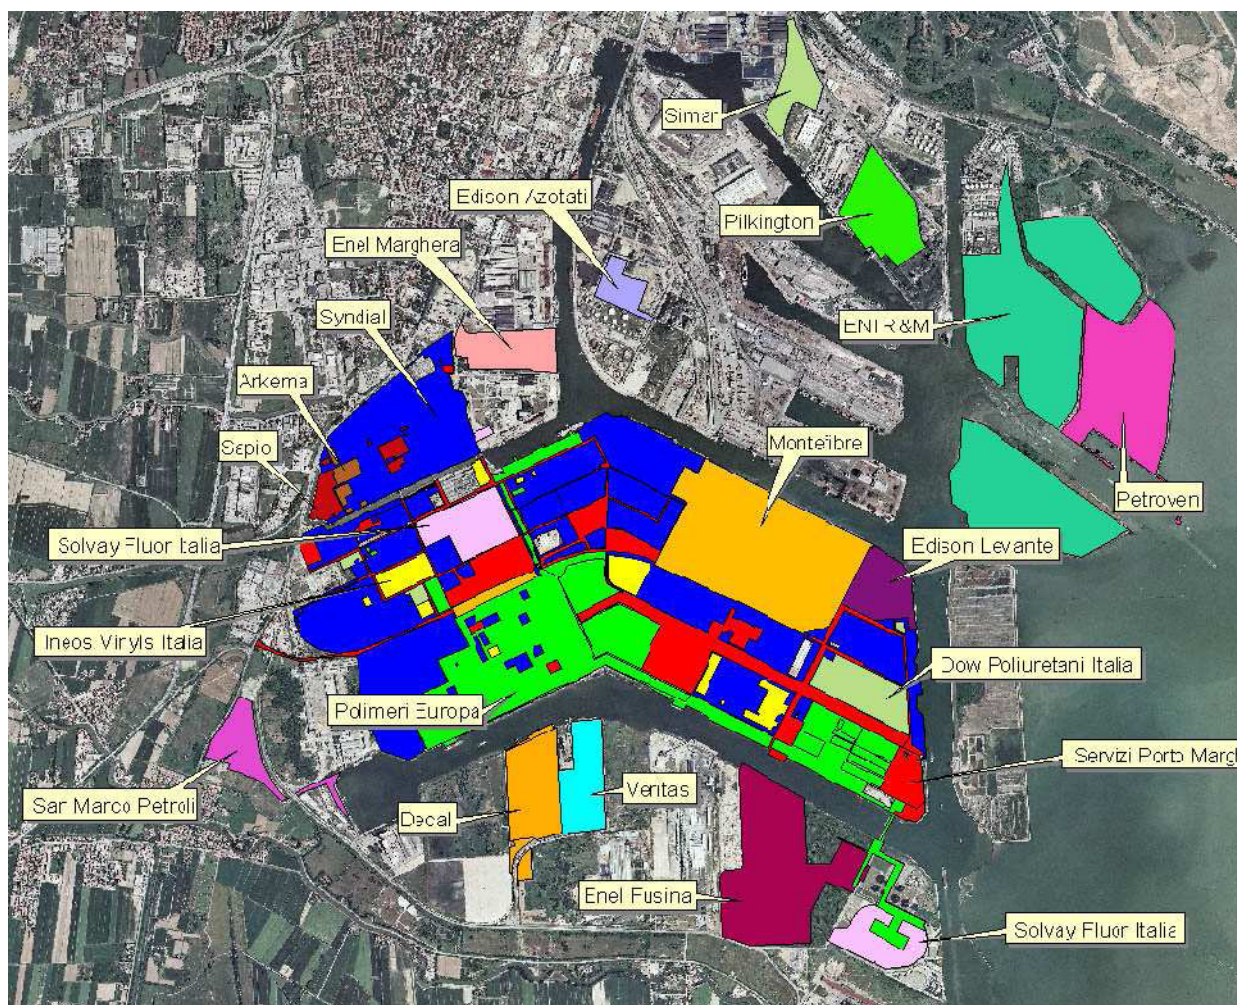 Simar
Edison Azotati
Pilkington
Enel Marghera
Syndial
ENI R&M
Arkema
Sapio
Montefibre
Petroven
Solvay Fluor Italia
Edison Levante
Ineos Vinyls Italia
Dow Poliuretani Italia
Polimeri Europa
Servizi Porto Margh
San Marco Petroli
Veritas
Decal
Enel Fusina
Solvay Fluor Italia